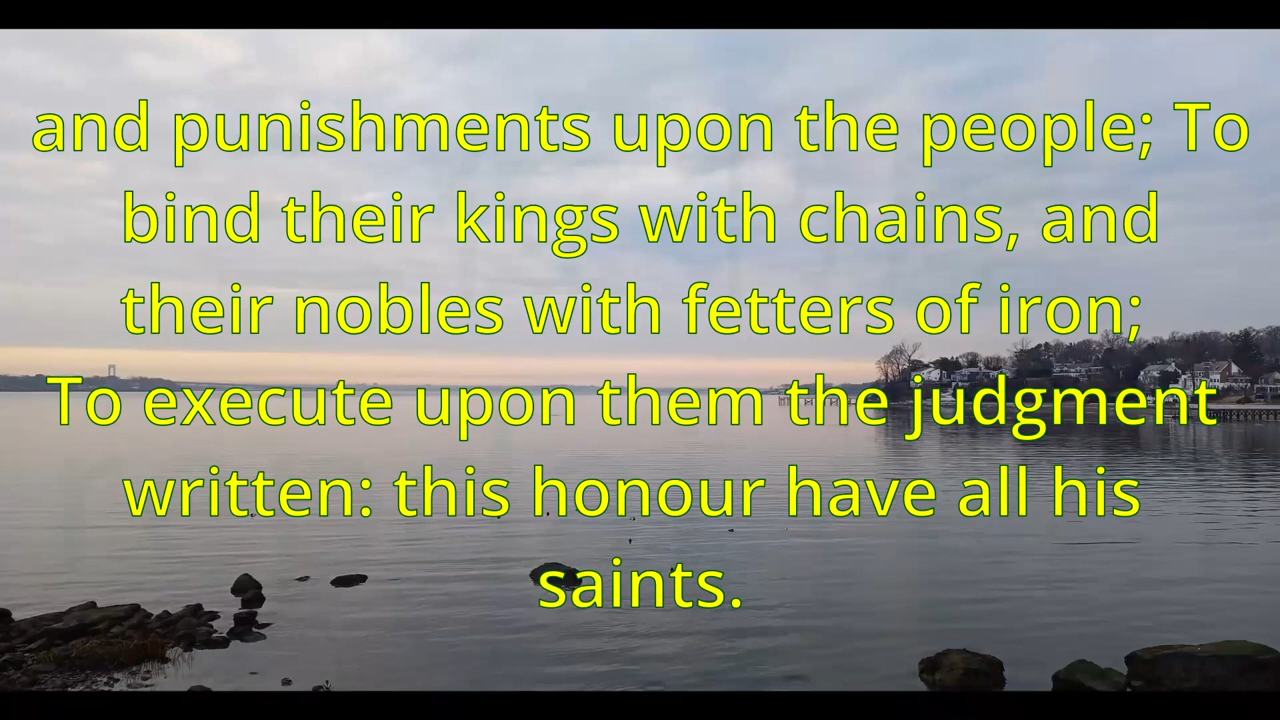 and punishments upon the people; To
bind their kings with chains, and
their nobles with fetters of iron;
To execute upon them the judgment
written: this honour have all his
saints.